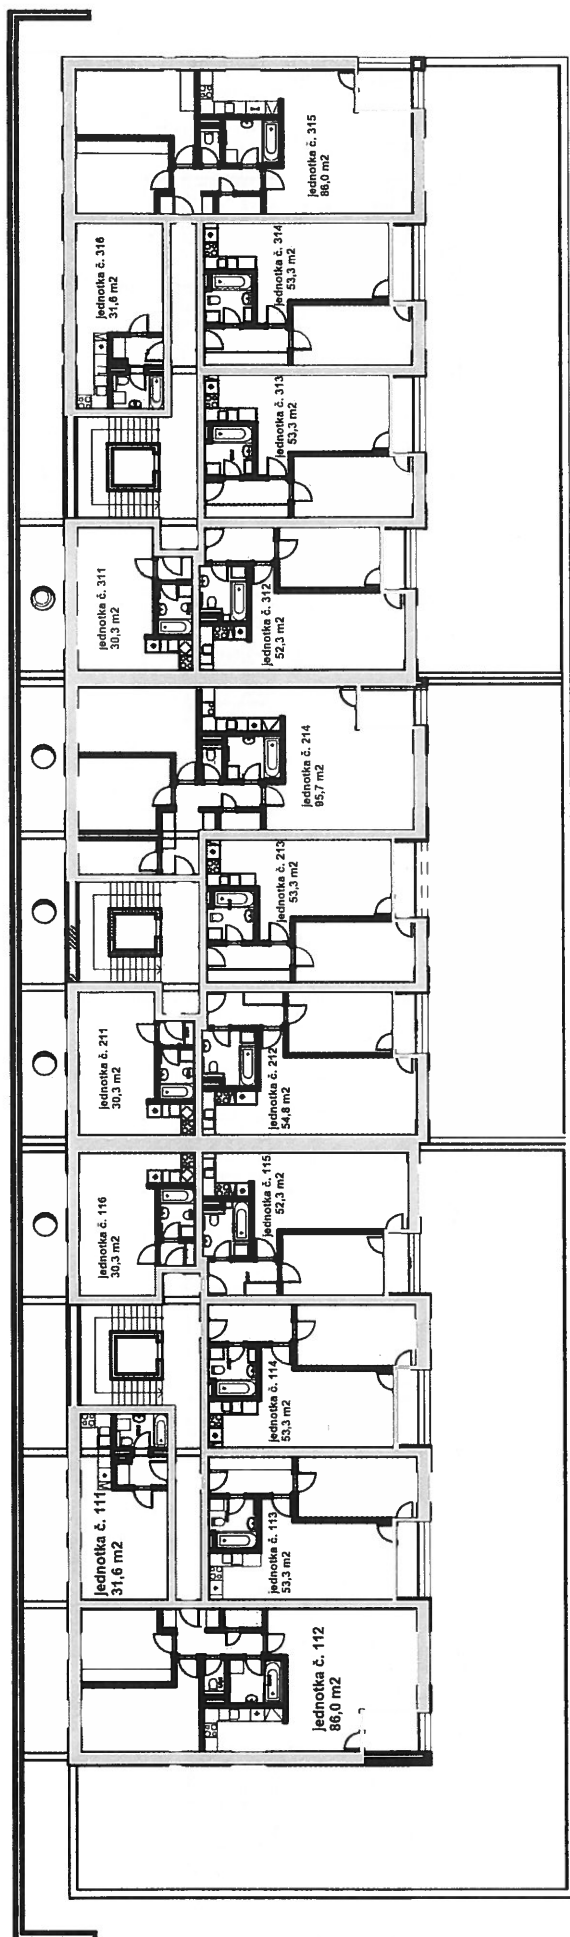 jednotka č. 315
86,0 m2
jednotka č. 316
31,6 m2
jednotka č. 314
53,3 m2
jednotka č. 313
53,3 m2
jednotka č. 311
30,3 m2
jednotka č. 312
52,3 m2
jednotka č. 214
95,7 m2
jednotka č. 213
53,3 m2
jednotka č. 211
30,3 m2
jednotka č. 212
54,8 m2
jednotka č. 116
30,3 m2
jednotka č. 115
52,3 m2
jednotka č. 114
53,3 m2
jednotka č. 111
31,6 m2
jednotka č. 113
53,3 m2
jednotka č. 112
86,0 m2